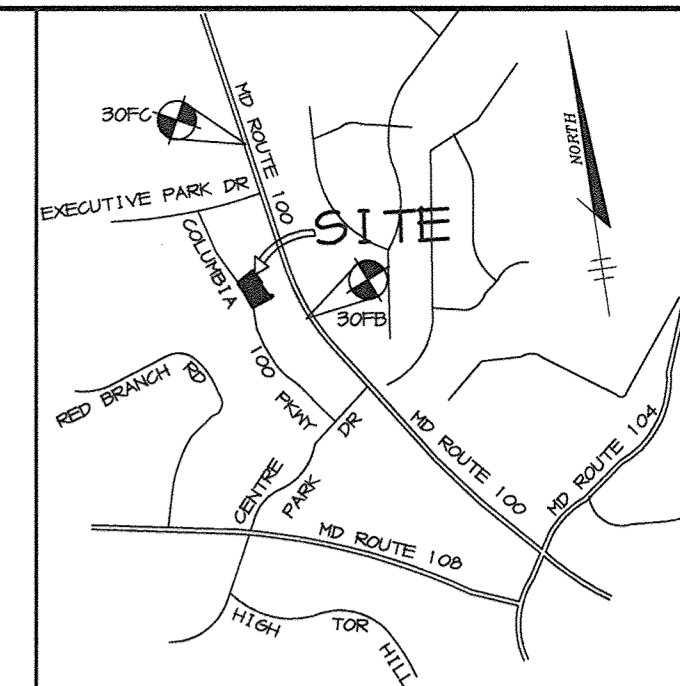 30FC
MD ROUTE 100
NORTH
EXECUTIVE PARK DR
SITE
COLUMBIA
100 PKWY
30FB
RED BRANCH RD
DR
MD ROUTE 100
MD ROUTE 104
CENTRE
PARK
MD ROUTE 108
HIGH
TOR
HILL